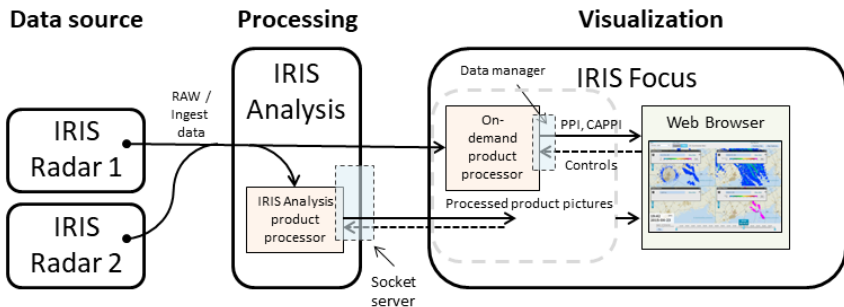 Data source
Processing
Visualization
IRIS
Radar 1
IRIS
Radar 2
RAW /
Ingest
data
IRIS
Analysis
IRIS Analysis
product
processor
Socket
server
Data manager
IRIS Focus
On-
demand
product
processor
PPI, CAPPI
Controls
Processed product pictures
Web Browser